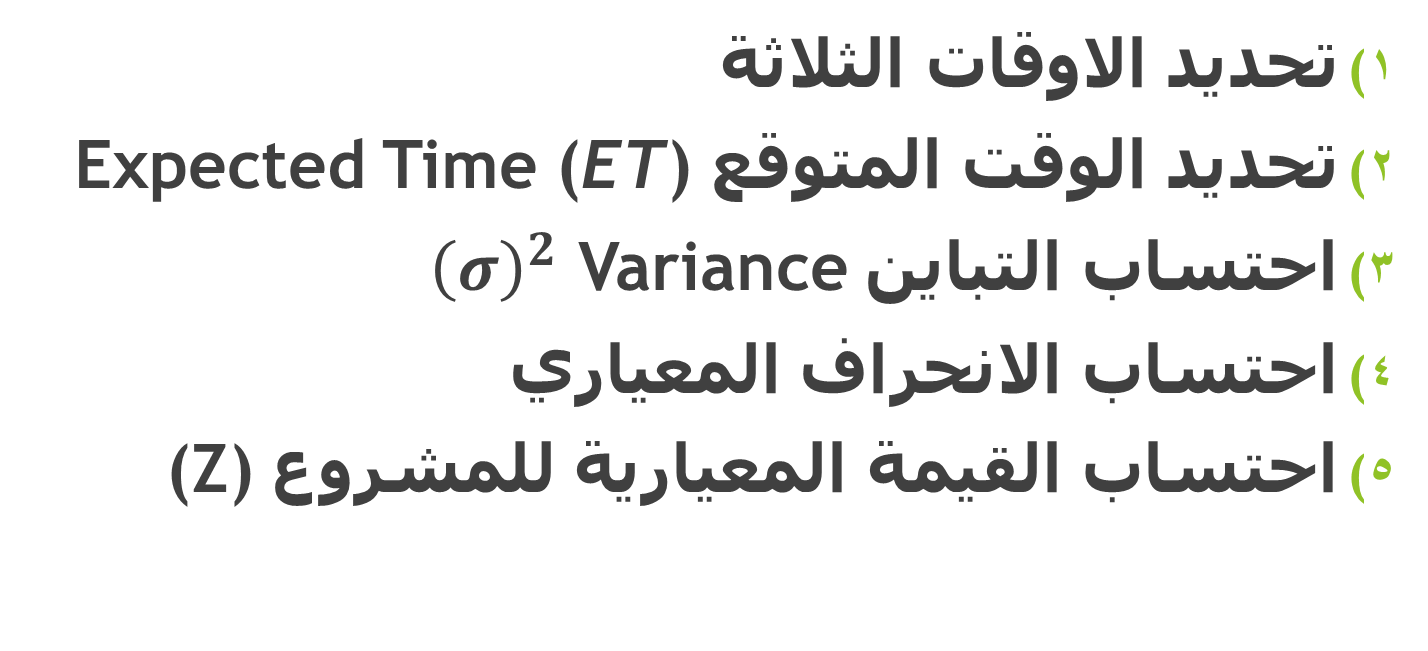 ١) تحديد الاوقات الثلاثة
٢) تحديد الوقت المتوقع Expected Time (ET)
٣) احتساب التباين Variance (σ)²
٤) احتساب الانحراف المعياري
٥) احتساب القيمة المعيارية للمشروع (Z)